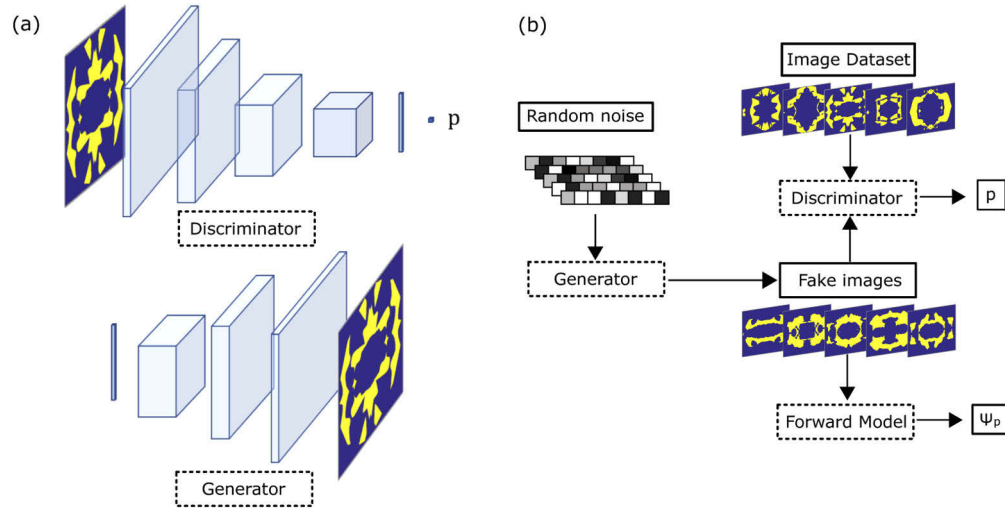 (a)
p
Discriminator
Generator
(b)
Image Dataset
Random noise
Discriminator
p
Generator
Fake images
Forward Model
Ψp